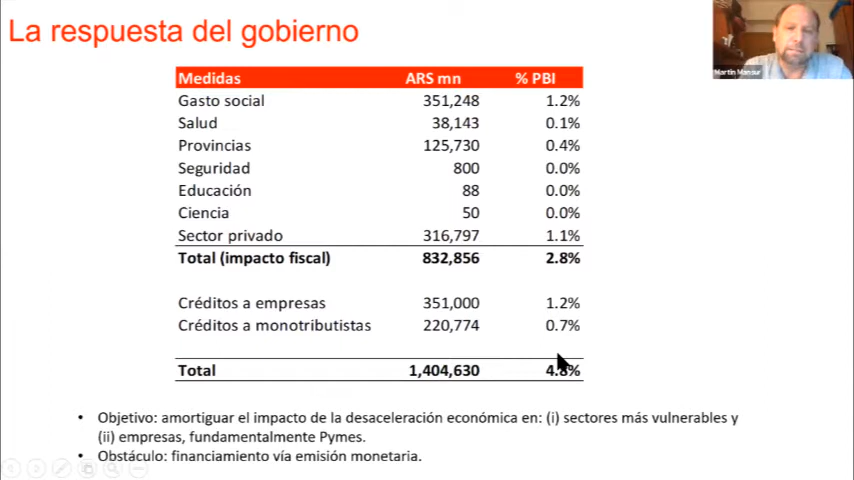 La respuesta del gobierno
Martin Mansur
Medidas ARS mn % PBI
Gasto social 351,248 1.2%
Salud 38,143 0.1%
Provincias 125,730 0.4%
Seguridad 800 0.0%
Educación 88 0.0%
Ciencia 50 0.0%
Sector privado 316,797 1.1%
Total (impacto fiscal) 832,856 2.8%
Créditos a empresas 351,000 1.2%
Créditos a monotributistas 220,774 0.7%
Total 1,404,630 4.8%
• Objetivo: amortiguar el impacto de la desaceleración económica en: (i) sectores más vulnerables y
(ii) empresas, fundamentalmente Pymes.
• Obstáculo: financiamiento vía emisión monetaria.